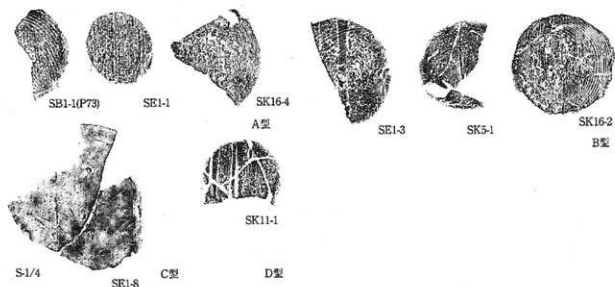 SB1-1(P73)
SE1-1
SK16-4
A型
SE1-3
SK5-1
SK16-2
B型
S-1/4
SE1-8
C型
SK11-1
D型